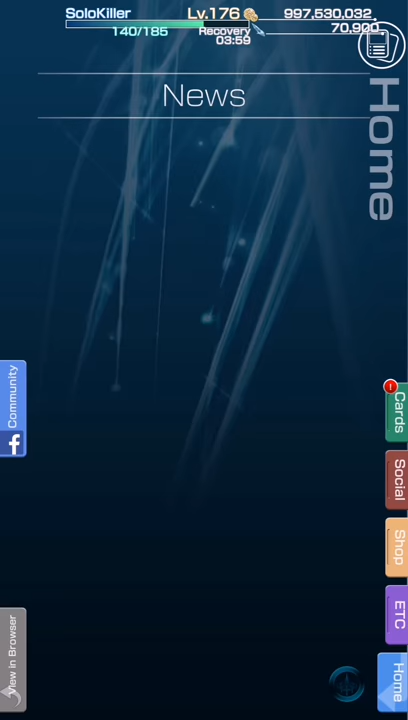 SoloKiller
Lv.176
997,530,032
140/185
Recovery
03:59
70,900
News
Home
Community
f
!
Cards
Social
Shop
ETC
View in Browser
Home